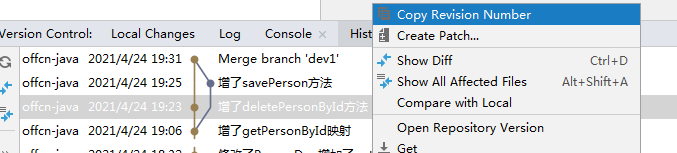 Version Control: Local Changes Log Console Hist
offcn-java 2021/4/24 19:31 Merge branch 'dev1'
offcn-java 2021/4/24 19:25 增了savePerson方法
offcn-java 2021/4/24 19:23 增了deletePersonById方法
offcn-java 2021/4/24 19:06 增了getPersonById映射
offcn-java
Copy Revision Number
Create Patch...
Show Diff Ctrl+D
Show All Affected Files Alt+Shift+A
Compare with Local
Open Repository Version
Get